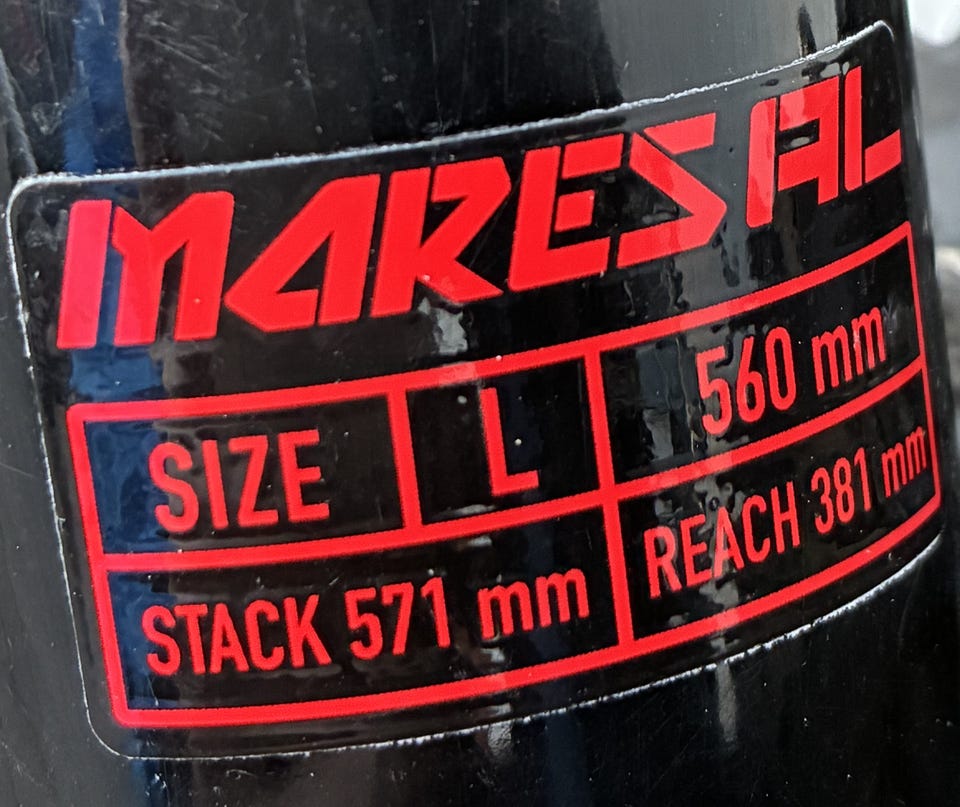 MARES AL
SIZE L 560 mm
STACK 571 mm REACH 381 mm